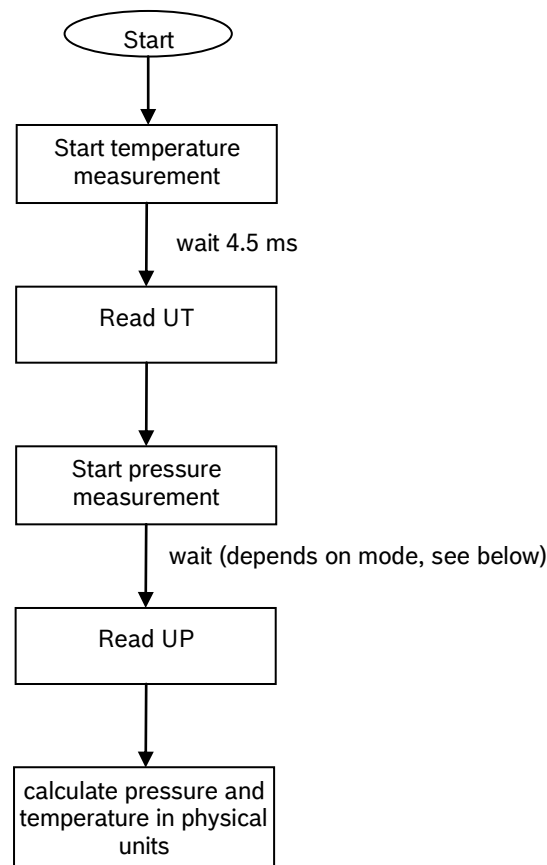 Start
Start temperature
measurement
wait 4.5 ms
Read UT
Start pressure
measurement
wait (depends on mode, see below)
Read UP
calculate pressure and
temperature in physical
units